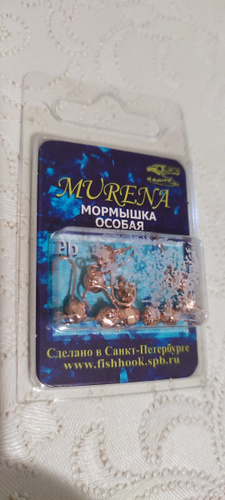 MURENA
МОРМЫШКА
ОСОБАЯ
Pb
Сделано в Санкт-Петербурге
www.fishhook.spb.ru